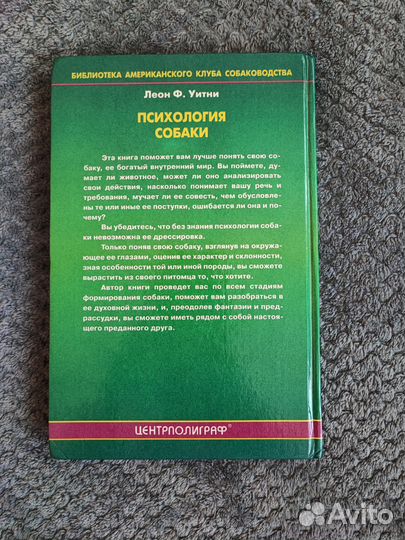 БИБЛИОТЕКА АМЕРИКАНСКОГО КЛУБА СОБАКОВОДСТВА
Леон Ф. Уитни
ПСИХОЛОГИЯ
СОБАКИ
Эта книга поможет вам лучше понять свою со-
баку, ее богатый внутренний мир. Вы поймете, ду-
мает ли животное, может ли оно анализировать
свои действия, насколько понимает вашу речь и
требования, мучает ли ее совесть, чем обусловле-
ны те или иные ее поступки, ошибается ли она и по-
чему?
Вы убедитесь, что без знания психологии соба-
ки невозможна ее дрессировка.
Только поняв свою собаку, взглянув на окружаю-
щее ее глазами, оценив ее характер и склонности,
зная особенности той или иной породы, вы сможете
вырастить из своего питомца то, что хотите.
Автор книги проведет вас по всем стадиям
формирования собаки, поможет вам разобраться в
ее духовной жизни, и, преодолев фантазии и пред-
рассудки, вы сможете иметь рядом с собой настоя-
щего преданного друга.
ЦЕНТРПОЛИГРАФ®
Avito